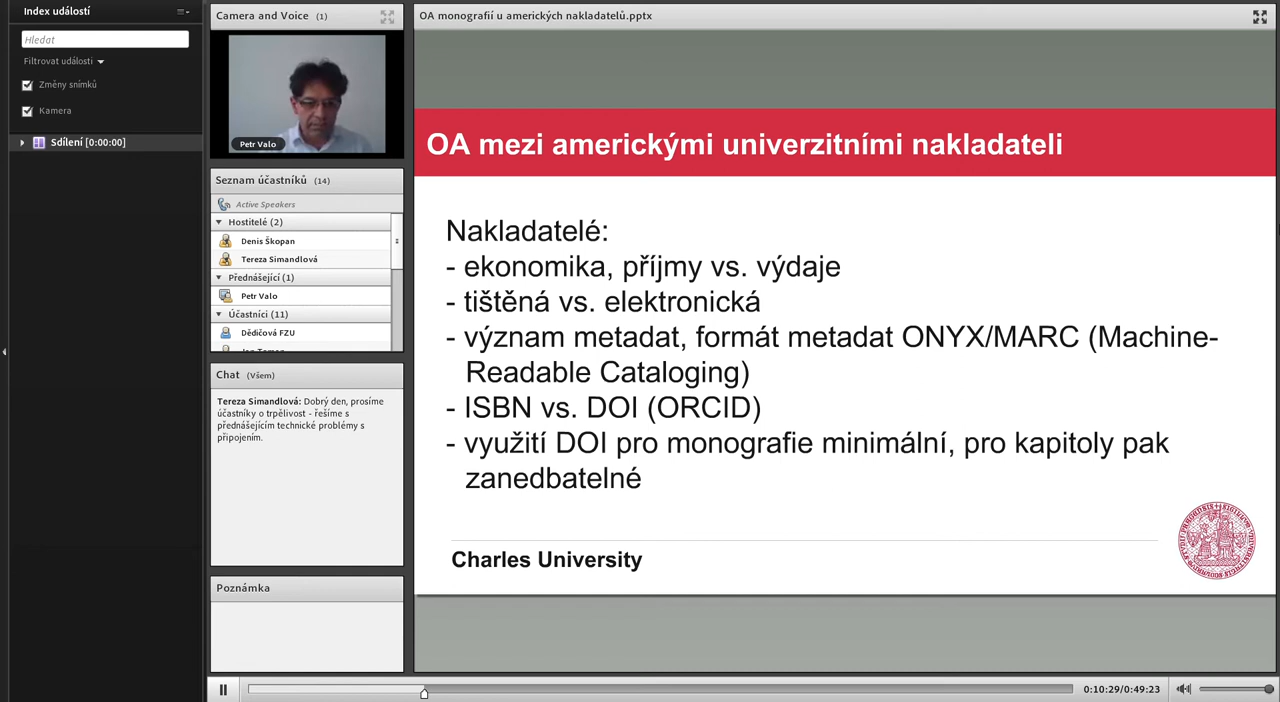 Index událostí
Hledat
Filtrovat události
Změny snímků
Kamera
Sdílení [0:00:00]
Camera and Voice (1)
Petr Valo
Seznam účastníků (14)
Active Speakers
Hostitelé (2)
Denis Škopan
Tereza Simandlová
Přednášející (1)
Petr Valo
Účastníci (11)
Dědičová FZU
Chat (Všem)
Tereza Simandlová: Dobrý den, prosíme
účastníky o trpělivost - řešíme s
přednášejícím technické problémy s
připojením.
Poznámka
OA monografií u amerických nakladatelů.pptx
OA mezi americkými univerzitními nakladateli
Nakladatelé:
- ekonomika, příjmy vs. výdaje
- tištěná vs. elektronická
- význam metadat, formát metadat ONYX/MARC (Machine-
Readable Cataloging)
- ISBN vs. DOI (ORCID)
- využití DOI pro monografie minimální, pro kapitoly pak
zanedbatelné
Charles University
0:10:29/0:49:23